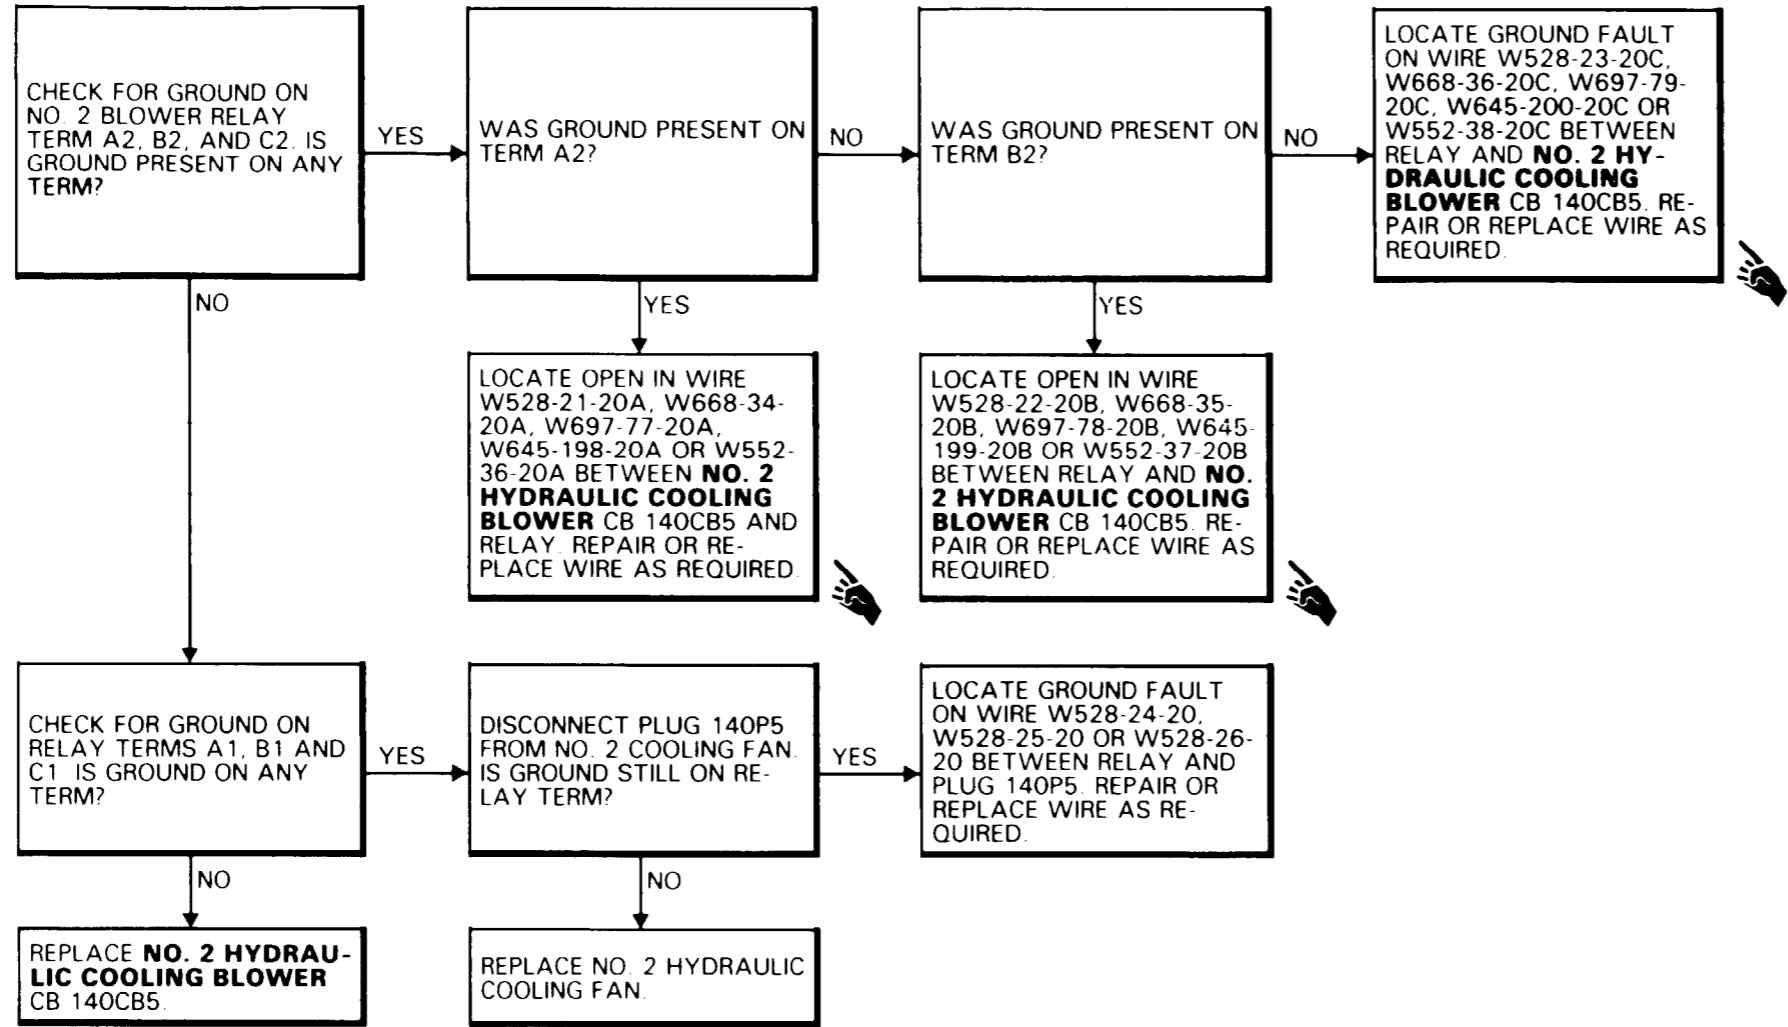 CHECK FOR GROUND ON
NO. 2 BLOWER RELAY
TERM A2, B2, AND C2. IS
GROUND PRESENT ON ANY
TERM?
YES
WAS GROUND PRESENT ON
TERM A2?
NO
WAS GROUND PRESENT ON
TERM B2?
NO
LOCATE GROUND FAULT
ON WIRE W528-23-20C,
W668-36-20C, W697-79-
20C, W645-200-20C OR
W552-38-20C BETWEEN
RELAY AND NO. 2 HY-
DRAULIC COOLING
BLOWER CB 140CB5. RE-
PAIR OR REPLACE WIRE AS
REQUIRED.
NO
YES
YES
LOCATE OPEN IN WIRE
W528-21-20A, W668-34-
20A, W697-77-20A,
W645-198-20A OR W552-
36-20A BETWEEN NO. 2
HYDRAULIC COOLING
BLOWER CB 140CB5 AND
RELAY. REPAIR OR RE-
PLACE WIRE AS REQUIRED.
LOCATE OPEN IN WIRE
W528-22-20B, W668-35-
20B, W697-78-20B, W645-
199-20B OR W552-37-20B
BETWEEN RELAY AND NO.
2 HYDRAULIC COOLING
BLOWER CB 140CB5. RE-
PAIR OR REPLACE WIRE AS
REQUIRED.
CHECK FOR GROUND ON
RELAY TERMS A1, B1 AND
C1. IS GROUND ON ANY
TERM?
YES
DISCONNECT PLUG 140P5
FROM NO. 2 COOLING FAN.
IS GROUND STILL ON RE-
LAY TERM?
YES
LOCATE GROUND FAULT
ON WIRE W528-24-20,
W528-25-20 OR W528-26-
20 BETWEEN RELAY AND
PLUG 140P5. REPAIR OR
REPLACE WIRE AS RE-
QUIRED.
NO
NO
REPLACE NO. 2 HYDRAU-
LIC COOLING BLOWER
CB 140CB5.
REPLACE NO. 2 HYDRAULIC
COOLING FAN.